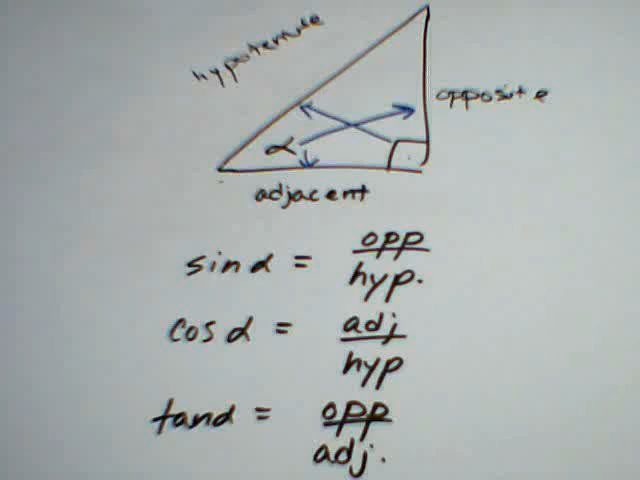 hypotenuse
opposite
α
adjacent
sin α = opp/hyp.
cos α = adj/hyp
tan α = opp/adj.